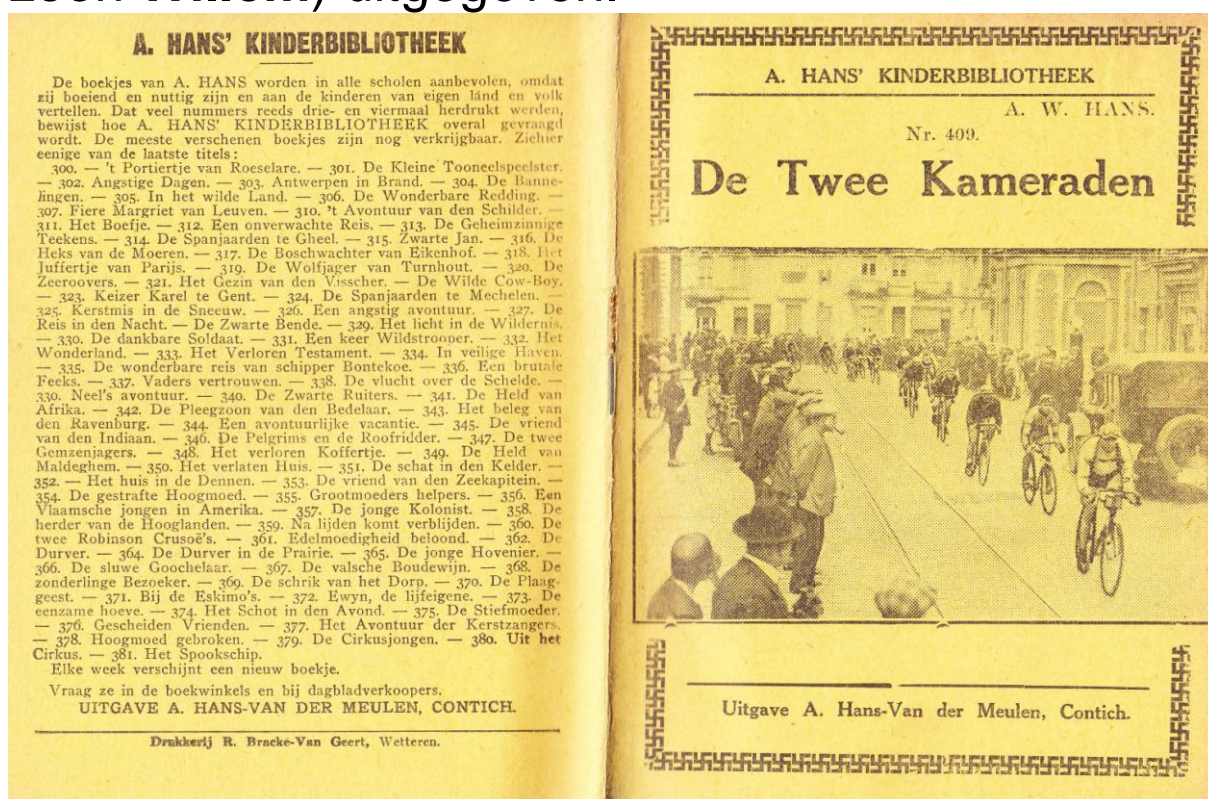 uitgegeven.
A. HANS' KINDERBIBLIOTHEEK
De boekjes van A. HANS worden in alle scholen aanbevolen, omdat
zij boeiend en nuttig zijn en aan de kinderen van eigen land en volk
vertellen. Dat veel nummers reeds drie- en viermaal herdrukt werden,
bewijst hoe A. HANS' KINDERBIBLIOTHEEK overal gevraagd
wordt. De meeste verschenen boekjes zijn nog verkrijgbaar. Ziehier
eenige van de laatste titels :
300. — 't Portiertje van Roeselare. — 301. De Kleine Tooneelspeelster.
— 302. Angstige Dagen. — 303. Antwerpen in Brand. — 304. De Banne-
lingen. — 305. In het wilde Land. — 306. De Wonderbare Redding. —
307. Fiere Margriet van Leuven. — 310. 't Avontuur van den Schilder. —
311. Het Boefje. — 312. Een onverwachte Reis. — 313. De Geheimzinnige
Teekens. — 314. De Spanjaarden te Gheel. — 315. Zwarte Jan. — 316. De
Heks van de Moeren. — 317. De Boschwachter van Eikenhof. — 318. Het
Juffertje van Parijs. — 319. De Wolfjager van Turnhout. — 320. De
Zeeroovers. — 321. Het Gezin van den Visscher. — De Wilde Cow-Boy.
— 323. Keizer Karel te Gent. — 324. De Spanjaarden te Mechelen. —
325. Kerstmis in de Sneeuw. — 326. Een angstig avontuur. — 327. De
Reis in den Nacht. — De Zwarte Bende. — 329. Het licht in de Wildernis.
— 330. De dankbare Soldaat. — 331. Een keer Wildstrooper. — 332. Het
Wonderland. — 333. Het Verloren Testament. — 334. In veilige Haven.
— 335. De wonderbare reis van schipper Bontekoe. — 336. Een brutale
Feeks. — 337. Vaders vertrouwen. — 338. De vlucht over de Schelde. —
330. Neel's avontuur. — 340. De Zwarte Ruiters. — 341. De Held van
Afrika. — 342. De Pleegzoon van den Bedelaar. — 343. Het beleg van
den Ravenburg. — 344. Een avontuurlijke vacantie. — 345. De vriend
van den Indiaan. — 346. De Pelgrims en de Roofridder. — 347. De twee
Gemzenjagers. — 348. Het verloren Koffertje. — 349. De Held van
Maldeghem. — 350. Het verlaten Huis. — 351. De schat in den Kelder. —
352. — Het huis in de Dennen. — 353. De vriend van den Zeekapitein. —
354. De gestrafte Hoogmoed. — 355. Grootmoeders helpers. — 356. Een
Vlaamsche jongen in Amerika. — 357. De jonge Kolonist. — 358. De
herder van de Hooglanden. — 359. Na lijden komt verblijden. — 360. De
twee Robinson Crusoë's. — 361. Edelmoedigheid beloond. — 362. De
Durver. — 364. De Durver in de Prairie. — 365. De jonge Hovenier. —
366. De sluwe Goochelaar. — 367. De valsche Boudewijn. — 368. De
zonderlinge Bezoeker. — 369. De schrik van het Dorp. — 370. De Plaag-
geest. — 371. Bij de Eskimo's. — 372. Ewyn, de lijfeigene. — 373. De
eenzame hoeve. — 374. Het Schot in den Avond. — 375. De Stiefmoeder.
— 376. Gescheiden Vrienden. — 377. Het Avontuur der Kerstzangers.
— 378. Hoogmoed gebroken. — 379. De Cirkusjongen. — 380. Uit het
Cirkus. — 381. Het Spookschip.
Elke week verschijnt een nieuw boekje.
Vraag ze in de boekwinkels en bij dagbladverkoopers.
UITGAVE A. HANS-VAN DER MEULEN, CONTICH.
Drukkerij R. Bracke-Van Geert, Wetteren.
A. HANS' KINDERBIBLIOTHEEK
A. W. HANS.
Nr. 409.
De Twee Kameraden
Uitgave A. Hans-Van der Meulen, Contich.